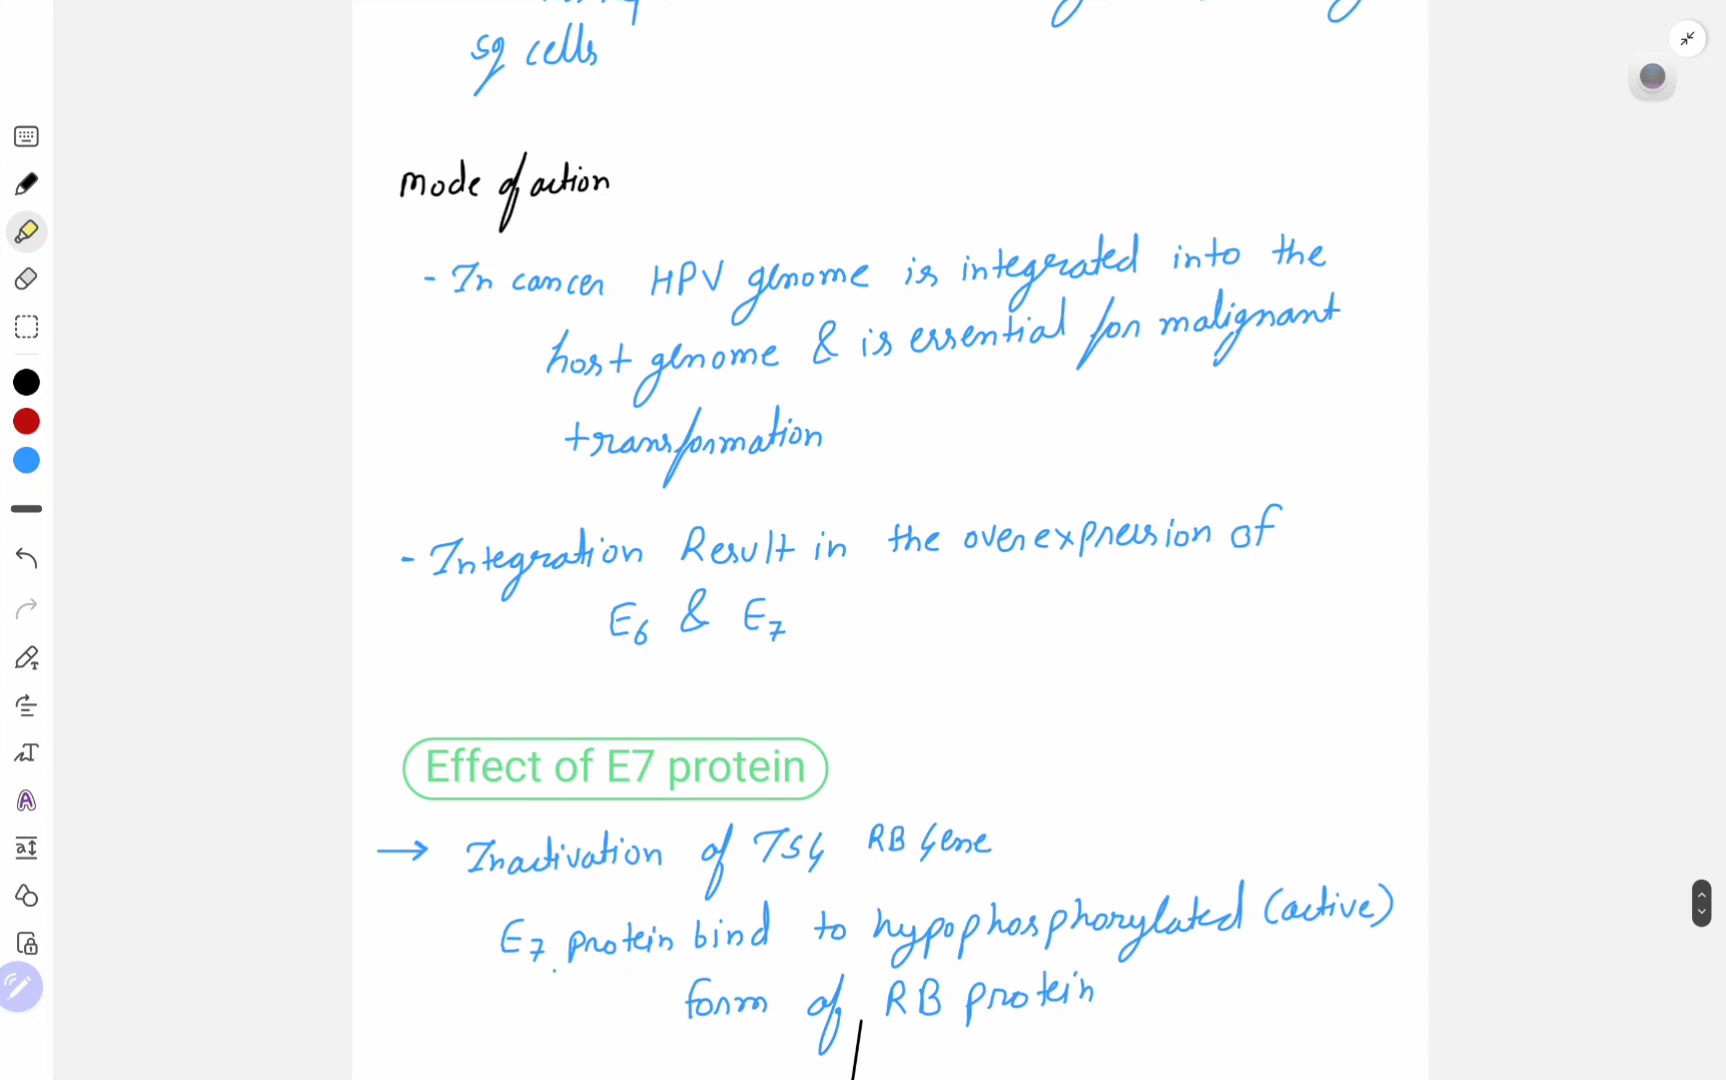 sq cells
Mode of action
- In cancer HPV genome is integrated into the
host genome & is essential for malignant
transformation
- Integration Result in the overexpression of
E6 & E7
Effect of E7 protein
→ Inactivation of TSG RB Gene
E7 protein bind to hypophosphorylated (active)
form of RB protein